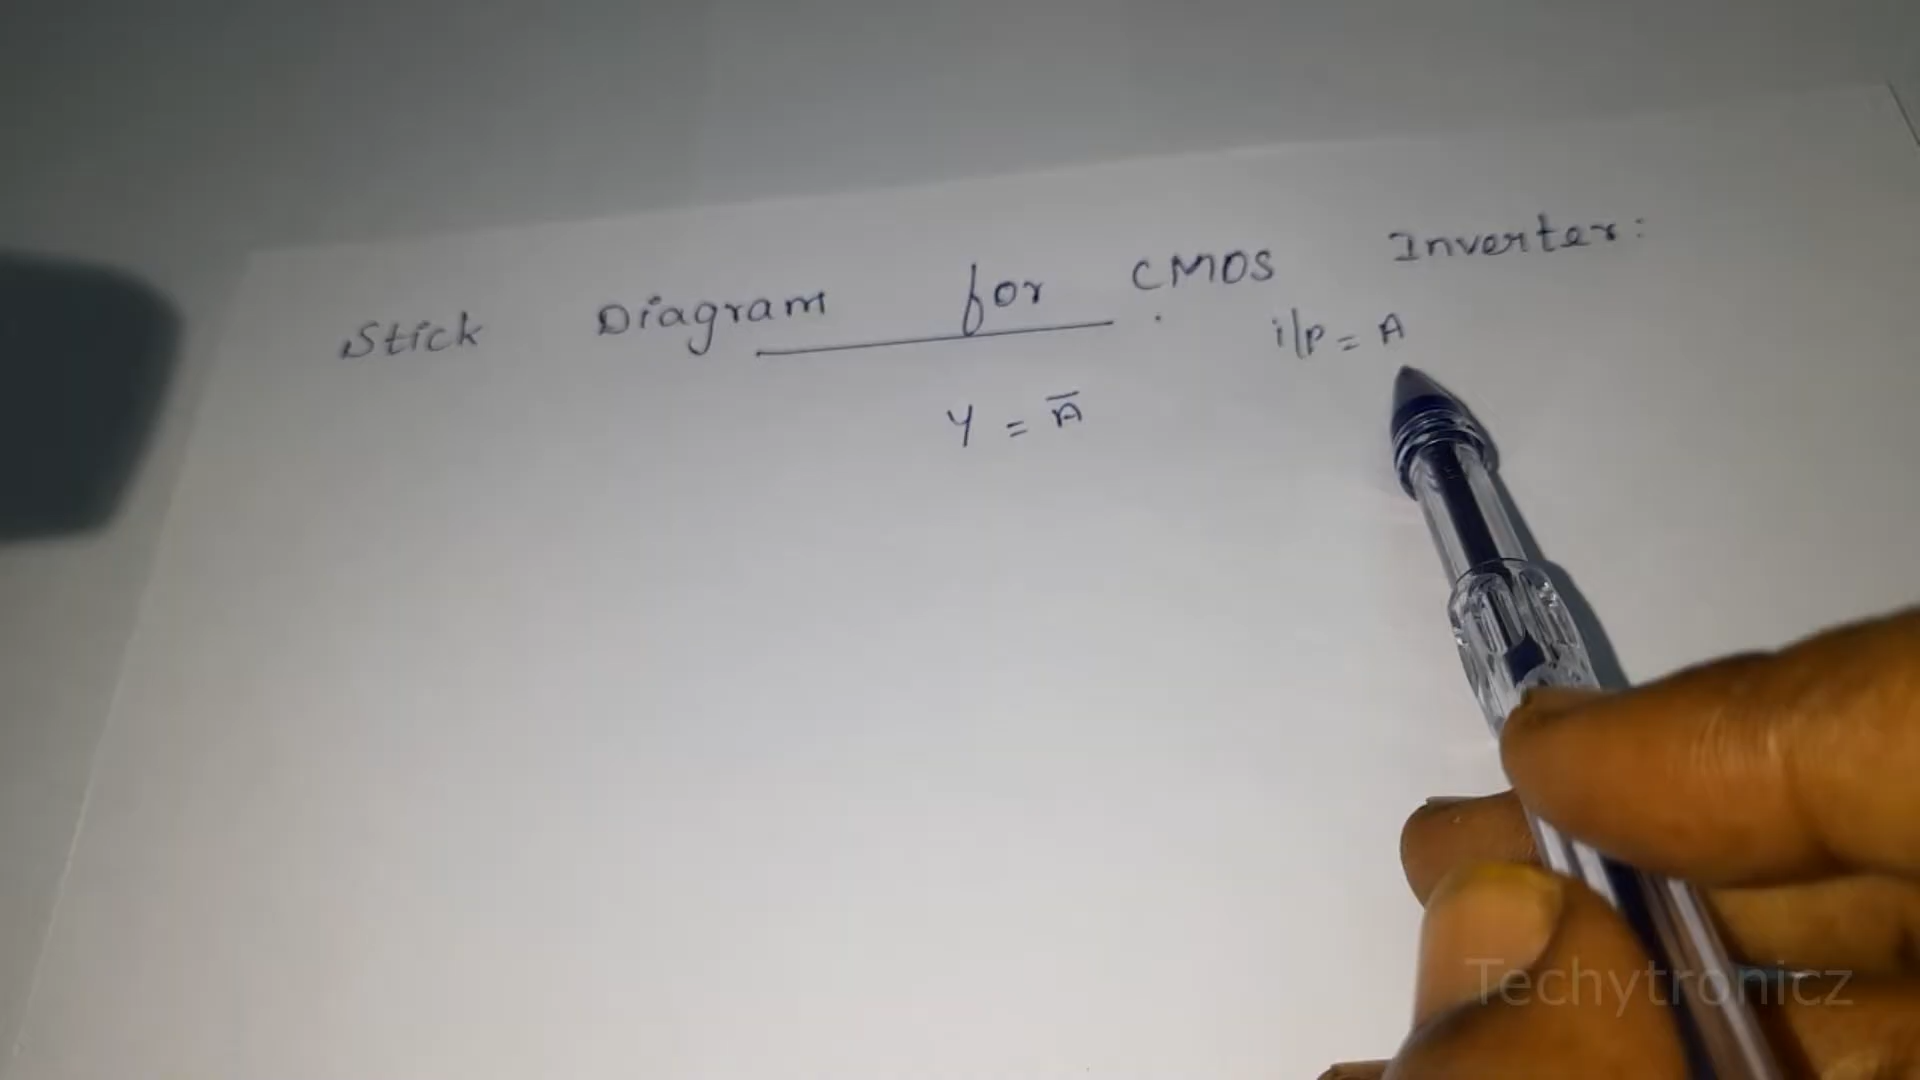 Stick Diagram for CMOS Inverter:
i/p = A
Y = A̅
Techytronicz